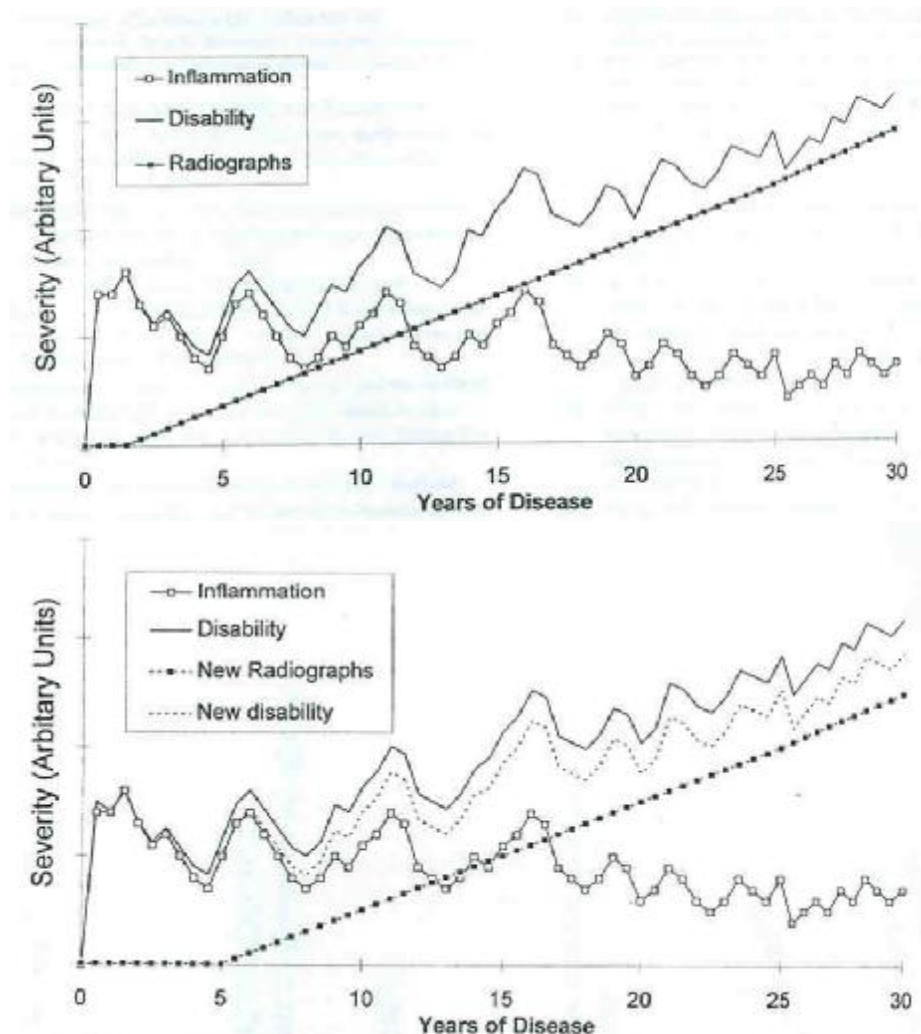 Inflammation
Disability
Radiographs
Severity (Arbitary Units)
0 5 10 15 20 25 30
Years of Disease
Inflammation
Disability
New Radiographs
New disability
Severity (Arbitary Units)
0 5 10 15 20 25 30
Years of Disease